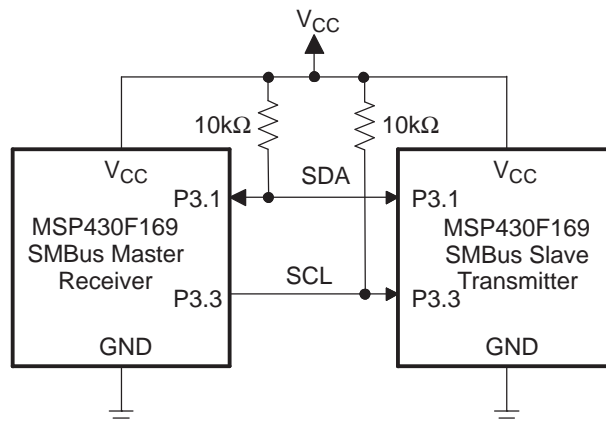 VCC
10kΩ 10kΩ
VCC
P3.1
MSP430F169
SMBus Master
Receiver
P3.3
GND
SDA
SCL
VCC
P3.1
MSP430F169
SMBus Slave
Transmitter
P3.3
GND